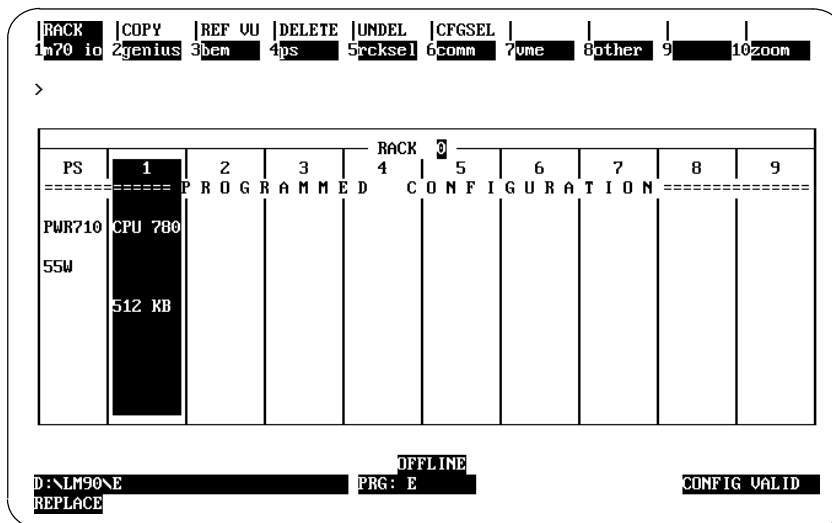 RACK |COPY |REF VU |DELETE |UNDEL |CFGSEL | | | |
1m70 io 2genius 3bem 4ps 5rcksel 6comm 7vme 8other 9 10zoom
>
RACK 0
PS 1 2 3 4 5 6 7 8 9
============= P R O G R A M M E D C O N F I G U R A T I O N ===============
PWR710 CPU 780
55W
512 KB
OFFLINE
D:\LM90\E PRG: E CONFIG VALID
REPLACE